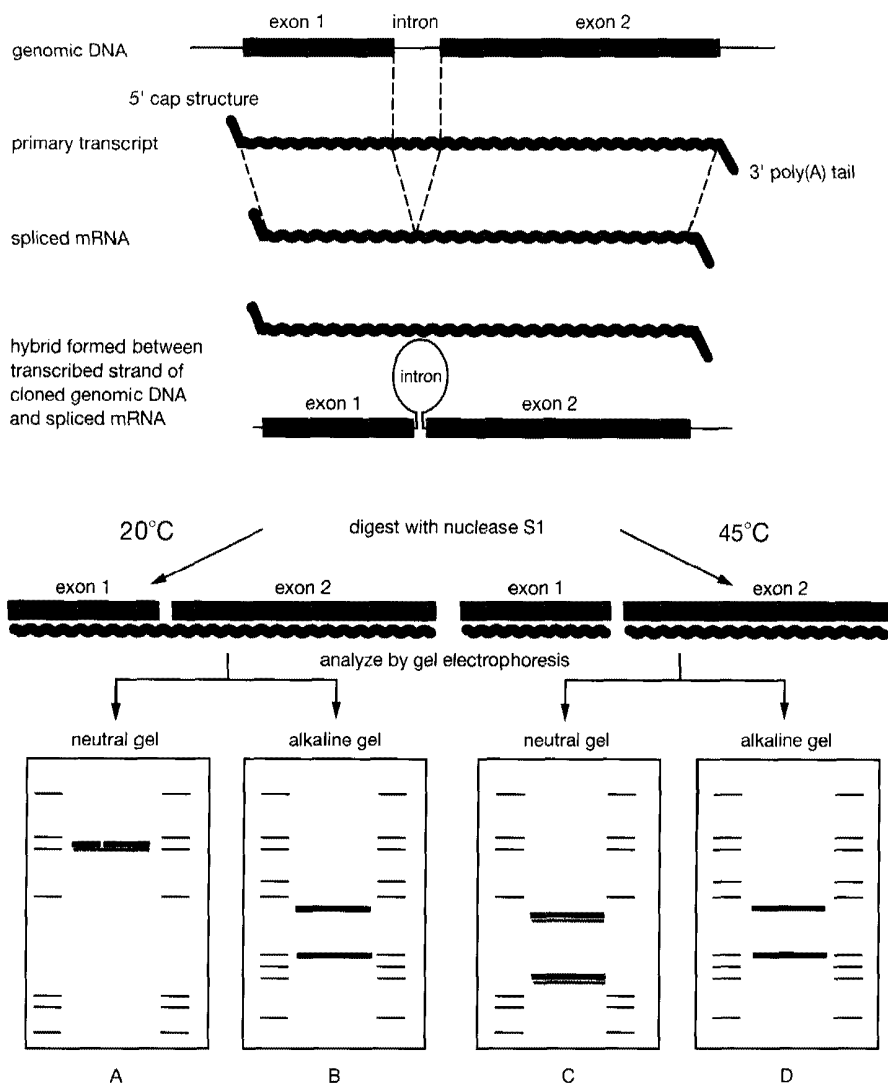 exon 1 intron exon 2
genomic DNA
5' cap structure
primary transcript
3' poly(A) tail
spliced mRNA
hybrid formed between
transcribed strand of
cloned genomic DNA
and spliced mRNA
intron
exon 1 exon 2
20°C digest with nuclease S1 45°C
exon 1 exon 2 exon 1 exon 2
analyze by gel electrophoresis
neutral gel alkaline gel neutral gel alkaline gel
A B C D